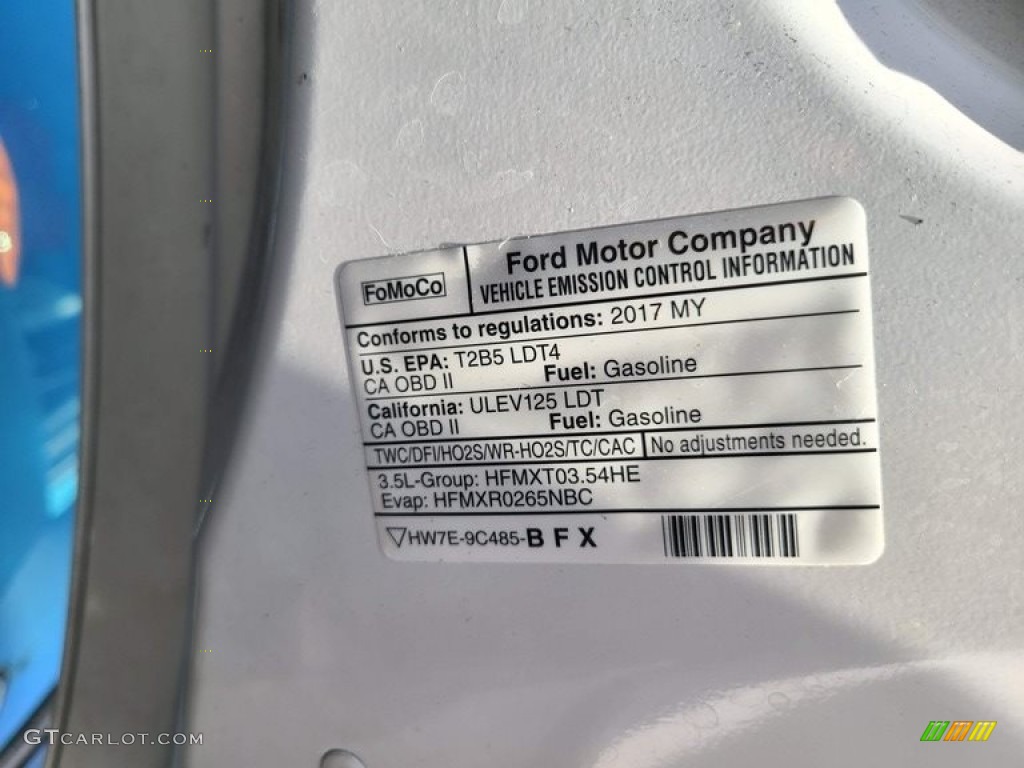 FoMoCo
Ford Motor Company
VEHICLE EMISSION CONTROL INFORMATION
Conforms to regulations: 2017 MY
U.S. EPA: T2B5 LDT4
CA OBD II Fuel: Gasoline
California: ULEV125 LDT
CA OBD II Fuel: Gasoline
TWC/DFI/HO2S/WR-HO2S/TC/CAC No adjustments needed.
3.5L-Group: HFMXT03.54HE
Evap: HFMXR0265NBC
HW7E-9C485-B F X
GTCARLOT.COM